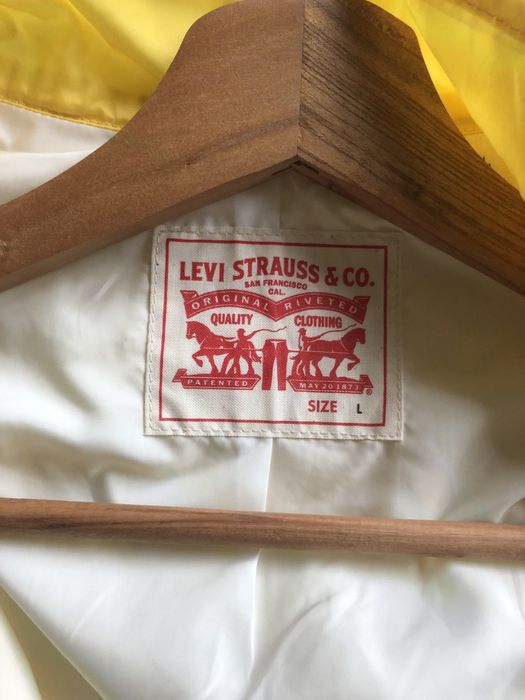 LEVI STRAUSS & CO.
SAN FRANCISCO
CAL.
ORIGINAL RIVETED
QUALITY CLOTHING
PATENTED MAY 20 1873
®
SIZE L